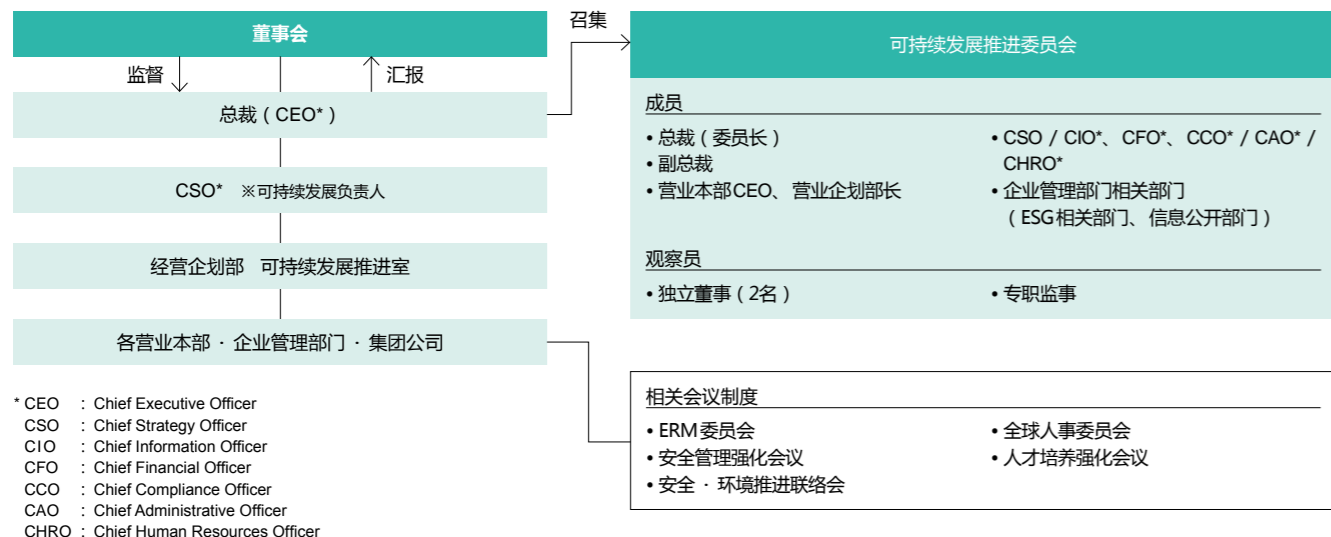 董事会
监督
汇报
总裁（CEO*）
CSO* ※可持续发展负责人
经营企划部 可持续发展推进室
各营业本部 · 企业管理部门 · 集团公司
* CEO : Chief Executive Officer
CSO : Chief Strategy Officer
CIO : Chief Information Officer
CFO : Chief Financial Officer
CCO : Chief Compliance Officer
CAO : Chief Administrative Officer
CHRO : Chief Human Resources Officer
召集
可持续发展推进委员会
成员
• 总裁（委员长）
• 副总裁
• 营业本部CEO、营业企划部长
• CSO / CIO*、CFO*、CCO* / CAO* /
CHRO*
• 企业管理部门相关部门
（ESG相关部门、信息公开部门）
观察员
• 独立董事（2名）
• 专职监事
相关会议制度
• ERM委员会
• 安全管理强化会议
• 安全 · 环境推进联络会
• 全球人事委员会
• 人才培养强化会议